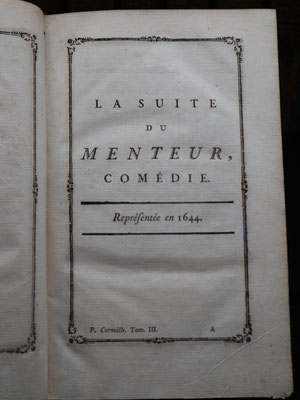 LA SUITE
DU
MENTEUR,
COMÉDIE.
Repréſentée en 1644.
P. Corneille, Tom. III. A